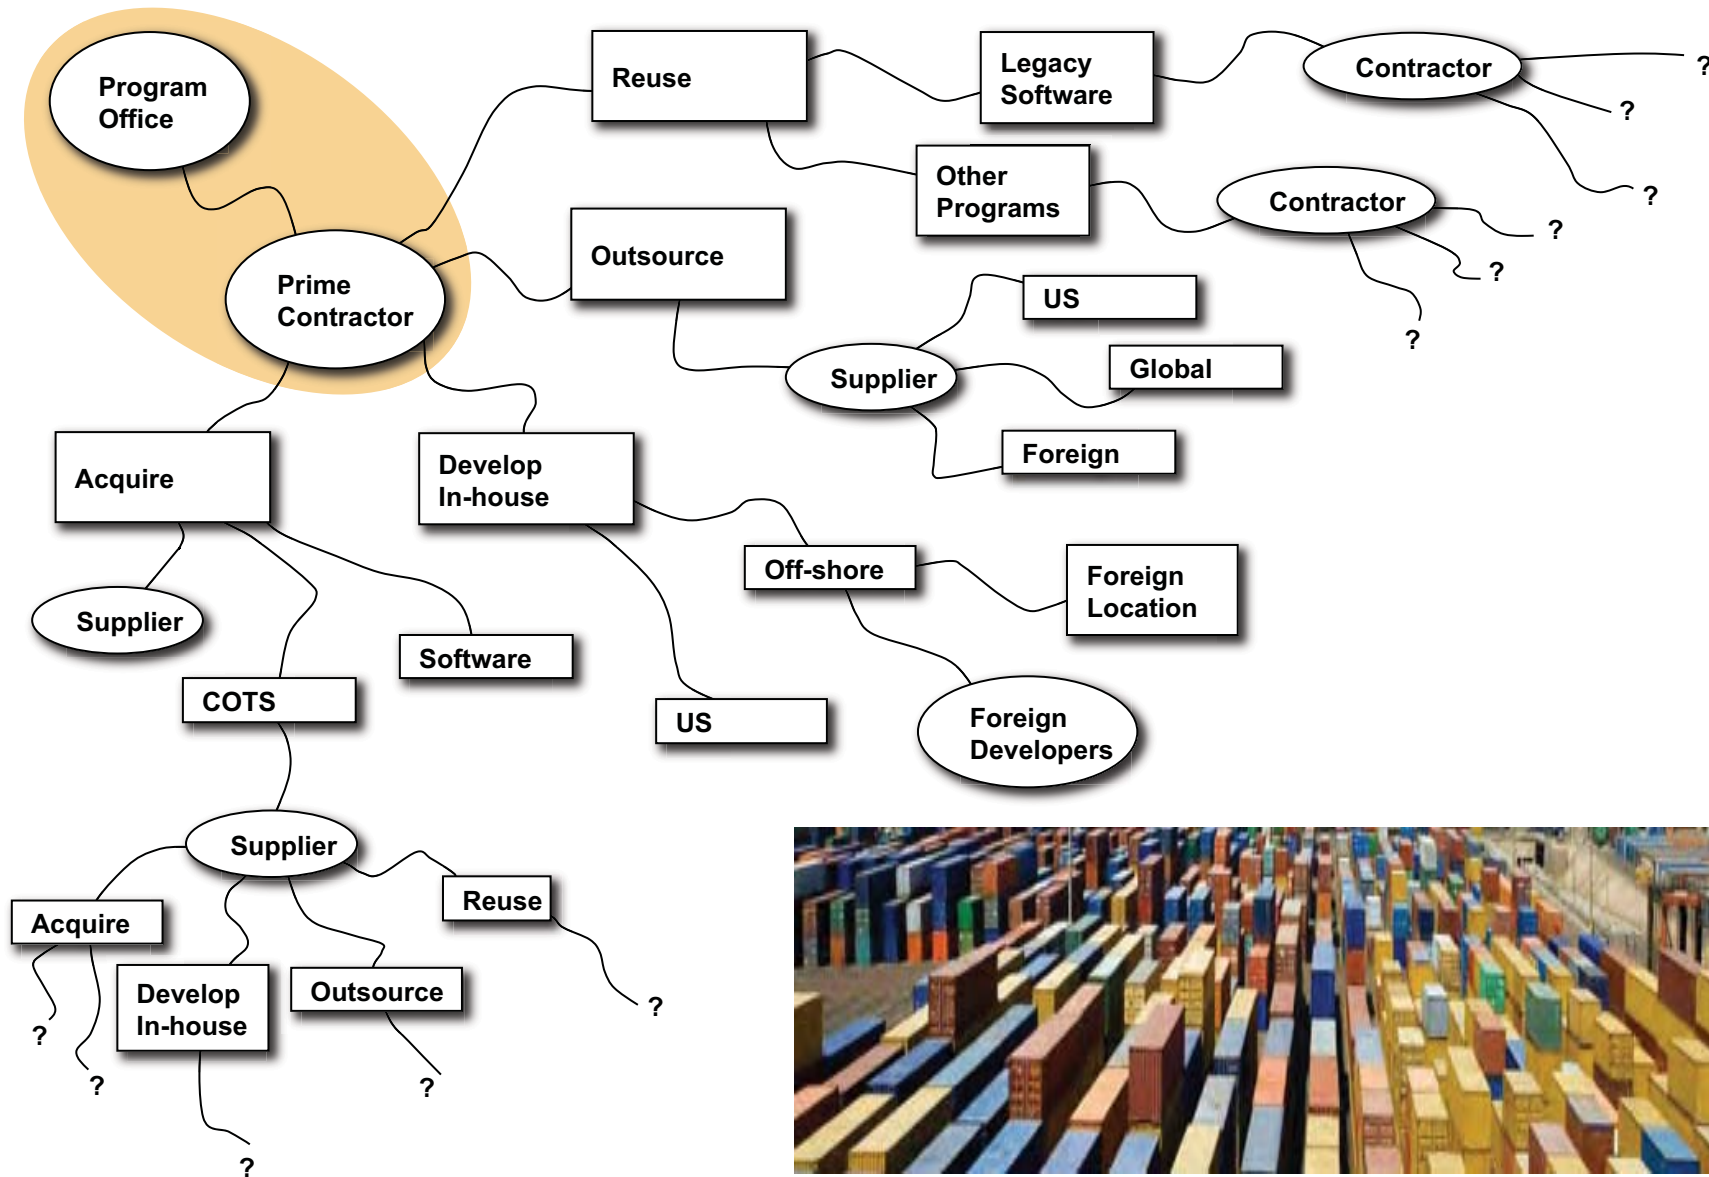 Program
Office
Prime
Contractor
Reuse
Legacy
Software
Contractor
?
?
?
Other
Programs
Contractor
?
?
?
Outsource
Supplier
US
Global
Foreign
Acquire
Develop
In-house
Supplier
COTS
Software
Off-shore
Foreign
Location
US
Foreign
Developers
Supplier
Acquire
?
?
Develop
In-house
?
Outsource
?
Reuse
?